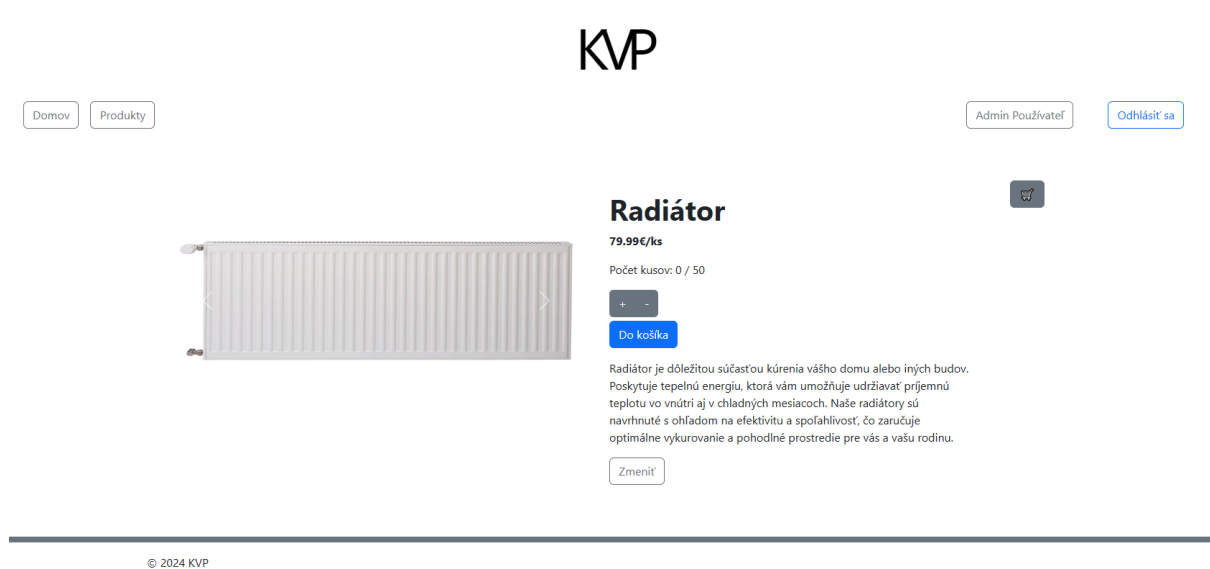 KVP
Domov Produkty Admin Používateľ Odhlásiť sa
Radiátor
79.99€/ks
Počet kusov: 0 / 50
+ -
Do košíka
Radiátor je dôležitou súčasťou kúrenia vášho domu alebo iných budov.
Poskytuje tepelnú energiu, ktorá vám umožňuje udržiavať príjemnú
teplotu vo vnútri aj v chladných mesiacoch. Naše radiátory sú
navrhnuté s ohľadom na efektivitu a spoľahlivosť, čo zaručuje
optimálne vykurovanie a pohodlné prostredie pre vás a vašu rodinu.
Zmeniť
© 2024 KVP